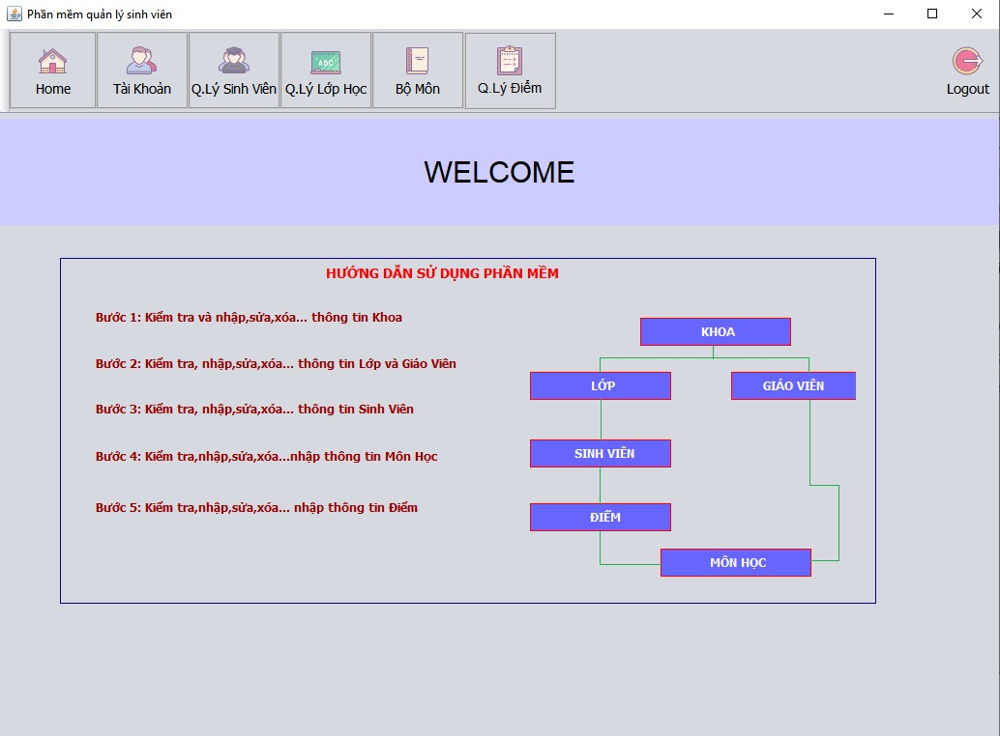 Phần mềm quản lý sinh viên
Home
Tài Khoản
Q.Lý Sinh Viên
Q.Lý Lớp Học
Bộ Môn
Q.Lý Điểm
Logout
ABC
WELCOME
HƯỚNG DẪN SỬ DỤNG PHẦN MỀM
Bước 1: Kiểm tra và nhập,sửa,xóa... thông tin Khoa
Bước 2: Kiểm tra, nhập,sửa,xóa... thông tin Lớp và Giáo Viên
Bước 3: Kiểm tra, nhập,sửa,xóa... thông tin Sinh Viên
Bước 4: Kiểm tra,nhập,sửa,xóa...nhập thông tin Môn Học
Bước 5: Kiểm tra,nhập,sửa,xóa... nhập thông tin Điểm
KHOA
LỚP
GIÁO VIÊN
SINH VIÊN
ĐIỂM
MÔN HỌC